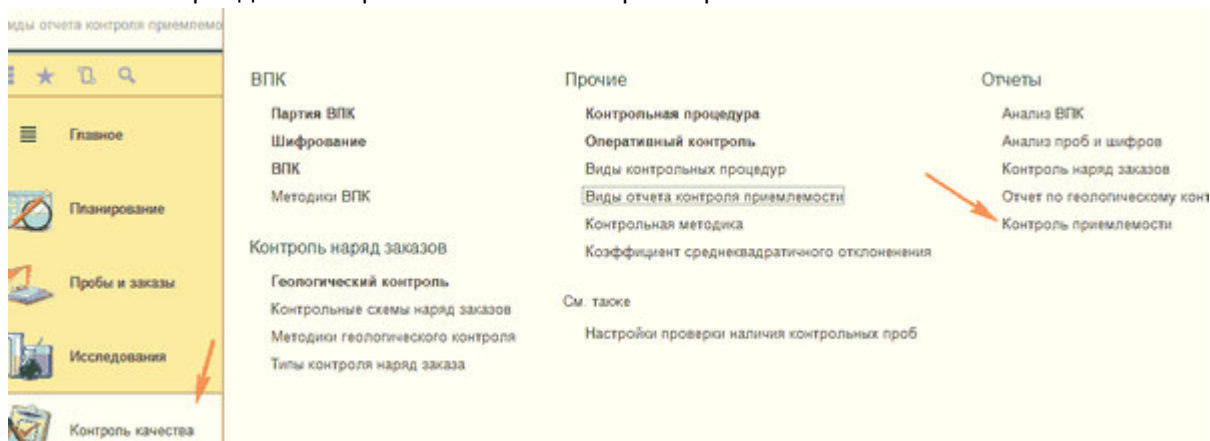 виды отчета контроля приемлемо
Главное
Планирование
Пробы и заказы
Исследования
Контроль качества
ВПК
Партия ВПК
Шифрование
ВПК
Методики ВПК
Контроль наряд заказов
Геологический контроль
Контрольные схемы наряд заказов
Методики геологического контроля
Типы контроля наряд заказа
Прочие
Контрольная процедура
Оперативный контроль
Виды контрольных процедур
Виды отчета контроля приемлемости
Контрольная методика
Коэффициент среднеквадратичного отклоненения
См. также
Настройки проверки наличия контрольных проб
Отчеты
Анализ ВПК
Анализ проб и шифров
Контроль наряд заказов
Отчет по геологическому конт
Контроль приемлемости